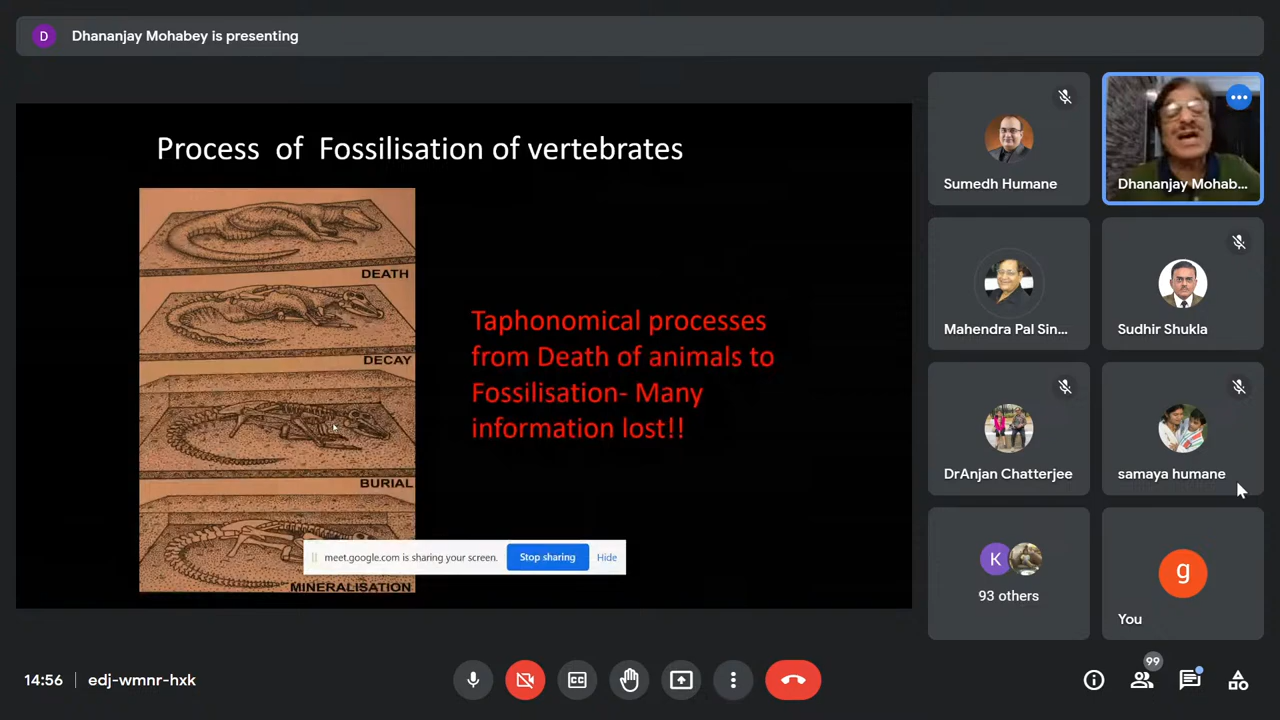 D
Dhananjay Mohabey is presenting
Process of Fossilisation of vertebrates
DEATH
DECAY
BURIAL
MINERALISATION
Taphonomical processes
from Death of animals to
Fossilisation- Many
information lost!!
meet.google.com is sharing your screen.
Stop sharing
Hide
Sumedh Humane
Dhananjay Mohab...
Mahendra Pal Sin...
Sudhir Shukla
DrAnjan Chatterjee
samaya humane
K
93 others
g
You
14:56
edj-wmnr-hxk
99